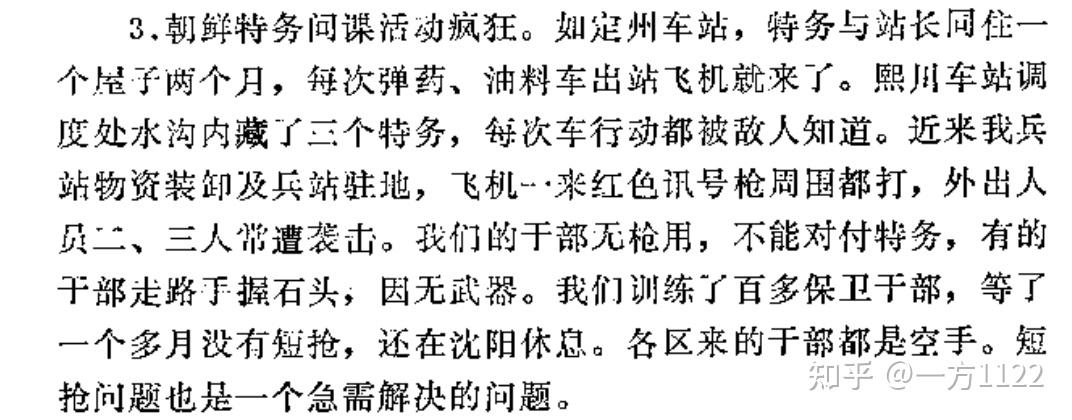 3.朝鲜特务间谍活动疯狂。如定州车站，特务与站长同住一
个屋子两个月，每次弹药、油料车出站飞机就来了。熙川车站调
度处水沟内藏了三个特务，每次车行动都被敌人知道。近来我兵
站物资装卸及兵站驻地，飞机一来红色讯号枪周围都打，外出人
员二、三人常遭袭击。我们的干部无枪用，不能对付特务，有的
干部走路手握石头，因无武器。我们训练了百多保卫干部，等了
一个多月没有短抢，还在沈阳休息。各区来的干部都是空手。短
抢问题也是一个急需解决的问题。
知乎 @一方1122